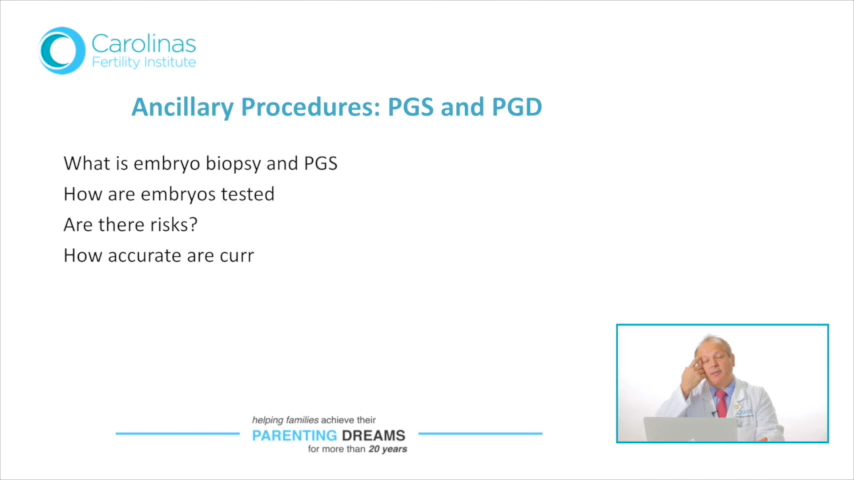 Carolinas
Fertility Institute
Ancillary Procedures: PGS and PGD
What is embryo biopsy and PGS
How are embryos tested
Are there risks?
How accurate are curr
helping families achieve their
PARENTING DREAMS
for more than 20 years